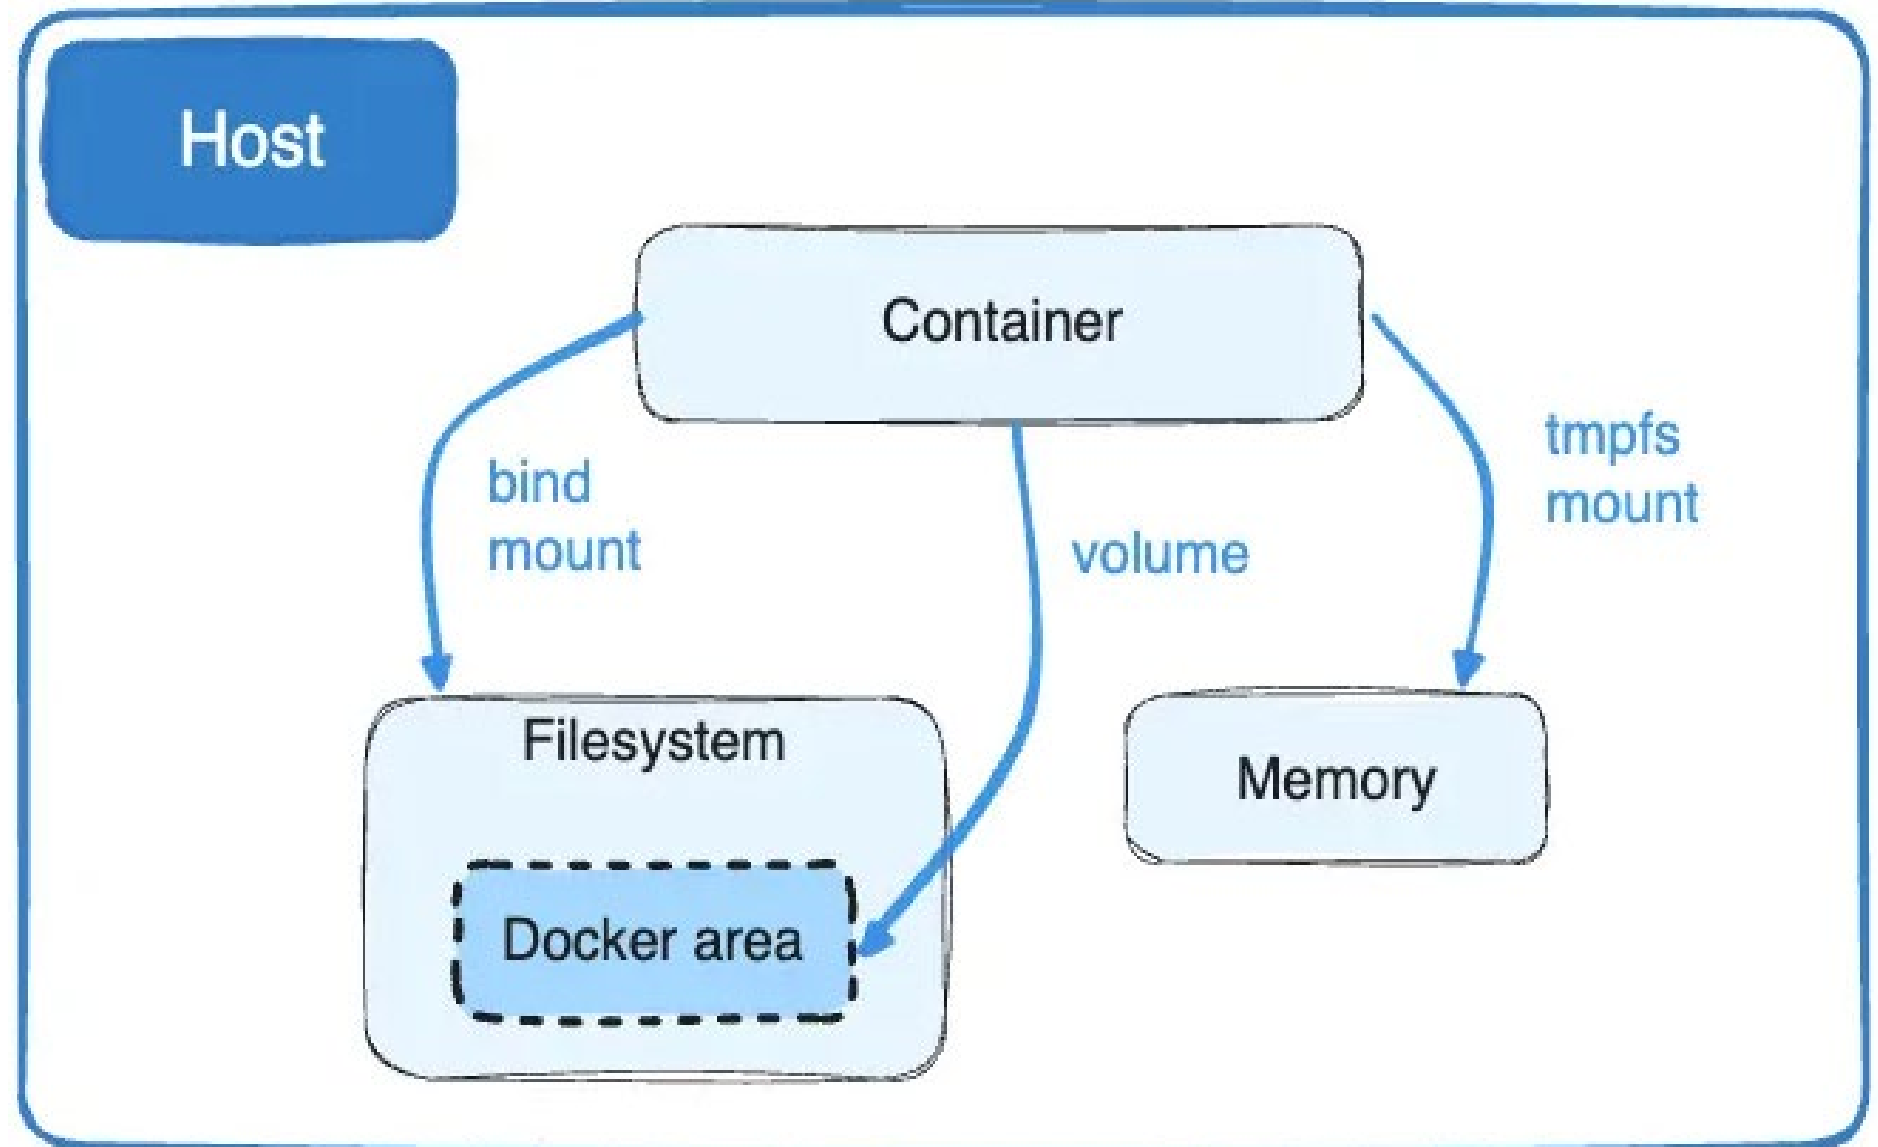 Host
Container
bind
mount
volume
tmpfs
mount
Filesystem
Docker area
Memory